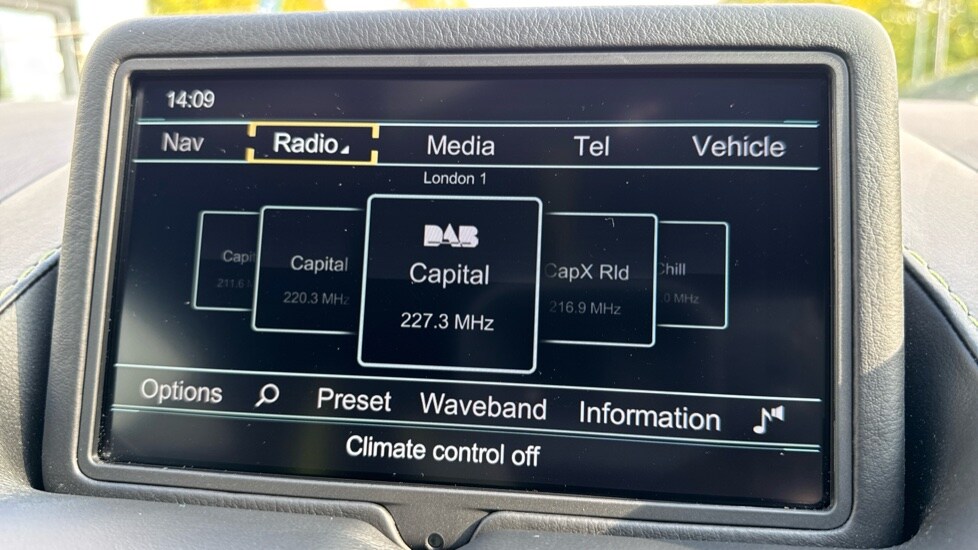 14:09
Nav Radio Media Tel Vehicle
London 1
DAB
Capital Capital CapX Rld Chill
220.3 MHz 227.3 MHz 216.9 MHz MHz
Options Preset Waveband Information
Climate control off